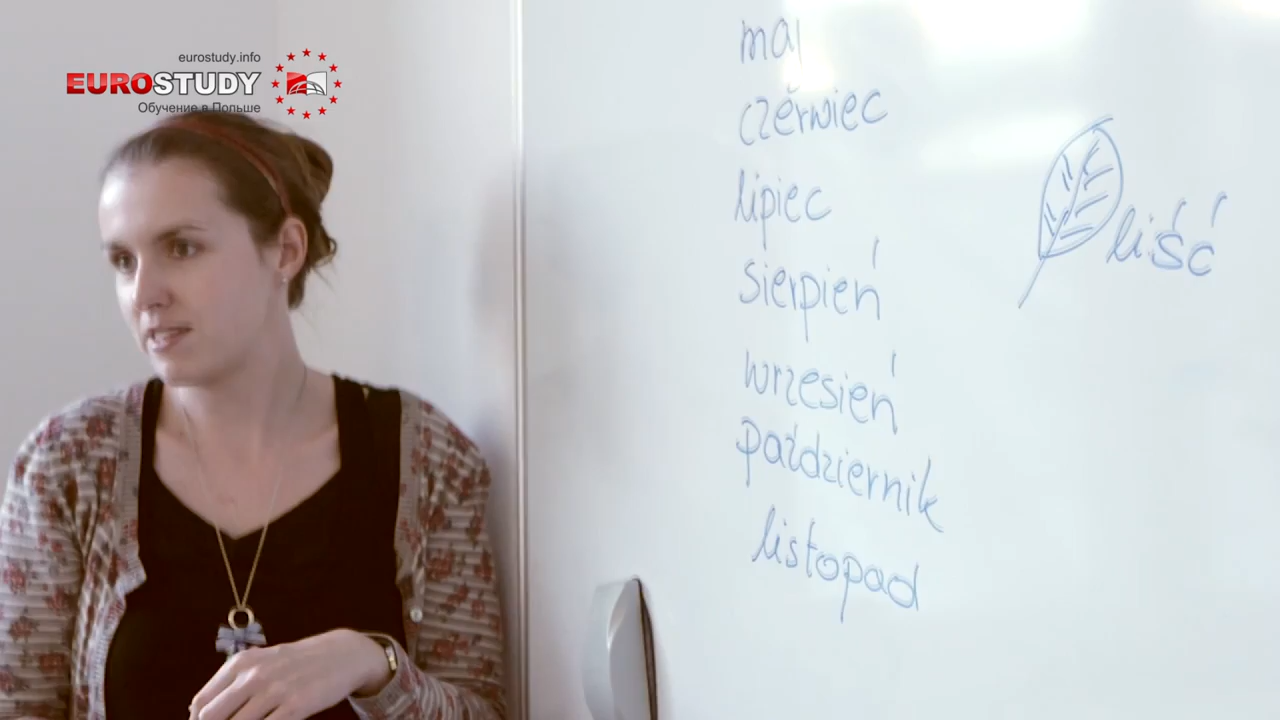 eurostudy.info
EUROSTUDY
Обучение в Польше
maj
czerwiec
lipiec
sierpień
wrzesień
październik
listopad
liść